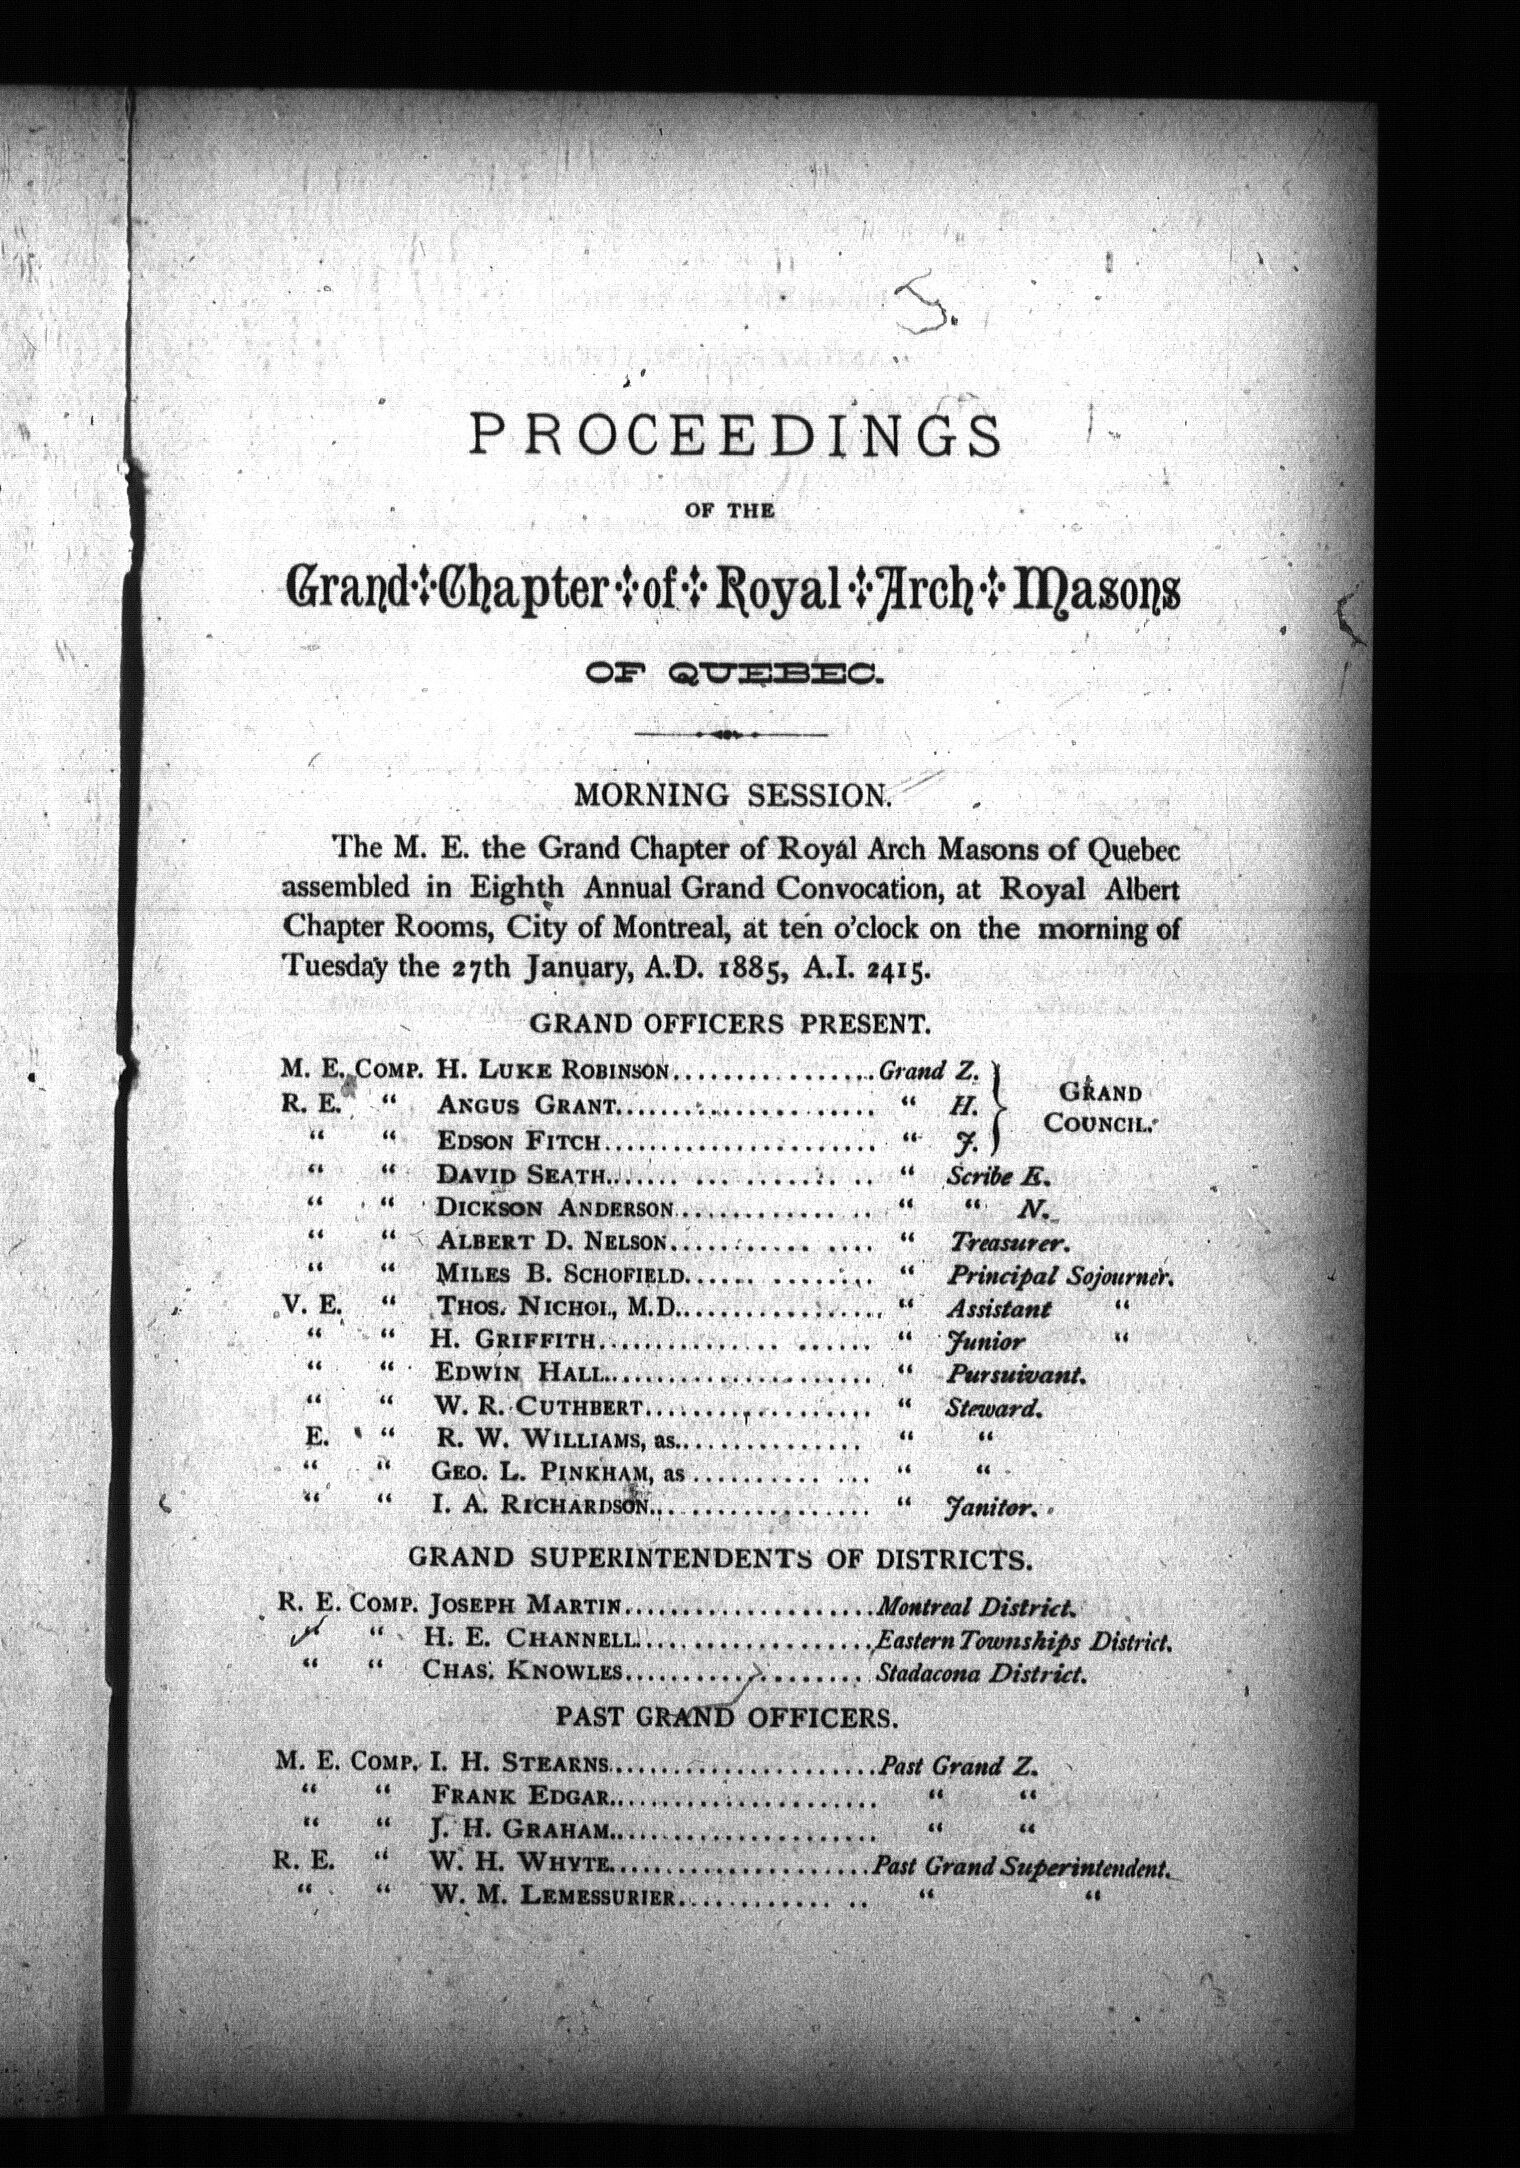 PROCEEDINGS
OF THE
Grand Chapter of Royal Arch Masons
OF QUEBEC.
MORNING SESSION.
The M. E. the Grand Chapter of Royal Arch Masons of Quebec
assembled in Eighth Annual Grand Convocation, at Royal Albert
Chapter Rooms, City of Montreal, at ten o'clock on the morning of
Tuesday the 27th January, A.D. 1885, A.I. 2415.
GRAND OFFICERS PRESENT.
M. E. COMP. H. LUKE ROBINSON................Grand Z. } GRAND COUNCIL.
R. E. " ANGUS GRANT..................... " H.
" " EDSON FITCH....................... " J.
" " DAVID SEATH....... ... ........ .. " Scribe E.
" " DICKSON ANDERSON............. .. " " N.
" " ALBERT D. NELSON............ .... " Treasurer.
" " MILES B. SCHOFIELD...... ........ " Principal Sojourner.
V. E. " THOS. NICHOL, M.D................. " Assistant "
" " H. GRIFFITH............... ...... " Junior "
" " EDWIN HALL...................... " Pursuivant.
" " W. R. CUTHBERT................... " Steward.
E. " R. W. WILLIAMS, as............... " "
" " GEO. L. PINKHAM, as ........... ... " "
" " I. A. RICHARDSON.................. " Janitor.
GRAND SUPERINTENDENTS OF DISTRICTS.
R. E. COMP. JOSEPH MARTIN.....................Montreal District.
" " H. E. CHANNELL....................Eastern Townships District.
" " CHAS. KNOWLES.................... Stadacona District.
PAST GRAND OFFICERS.
M. E. COMP. I. H. STEARNS......................Past Grand Z.
" " FRANK EDGAR....................... " "
" " J. H. GRAHAM....................... " "
R. E. " W. H. WHYTE......................Past Grand Superintendent.
" " W. M. LEMESSURIER............. .. " "